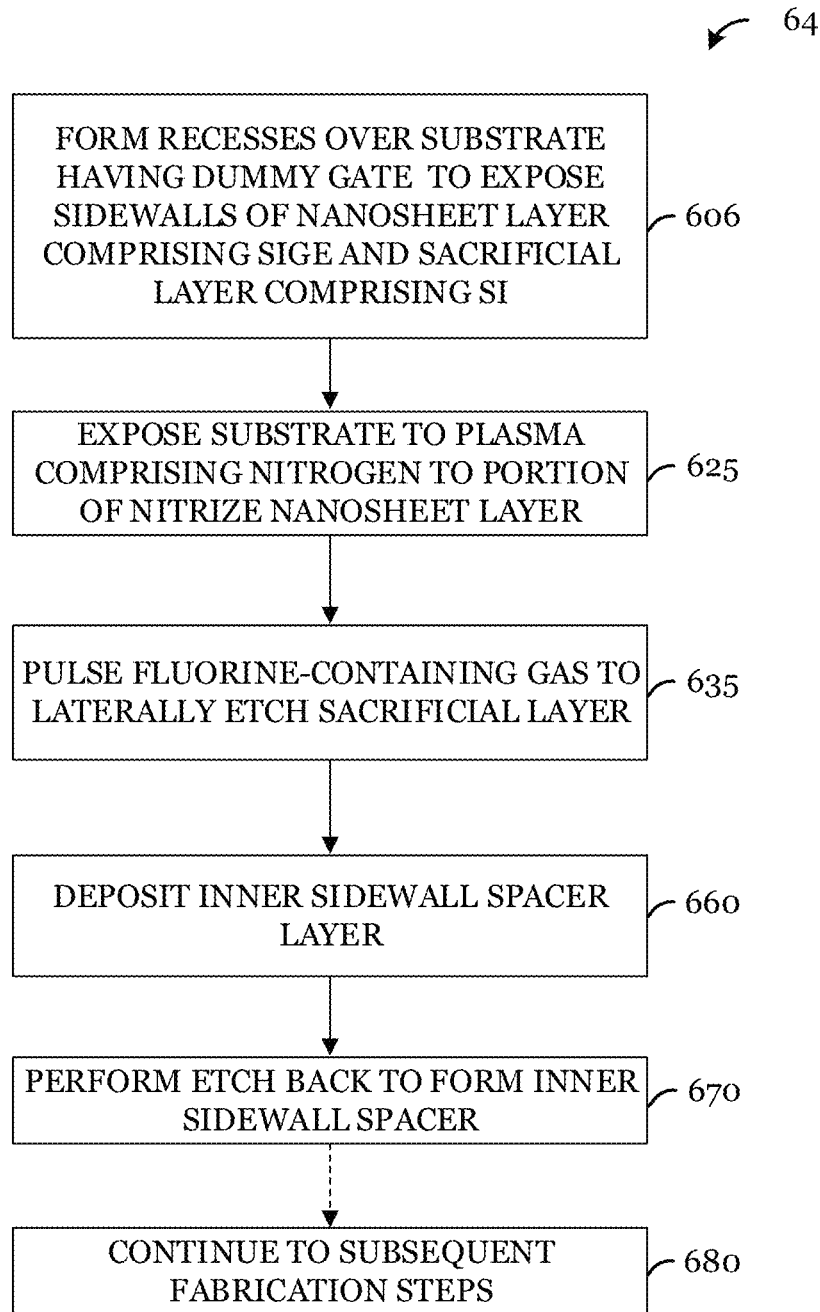 64
FORM RECESSES OVER SUBSTRATE
HAVING DUMMY GATE TO EXPOSE
SIDEWALLS OF NANOSHEET LAYER
COMPRISING SIGE AND SACRIFICIAL
LAYER COMPRISING SI
606
EXPOSE SUBSTRATE TO PLASMA
COMPRISING NITROGEN TO PORTION
OF NITRIZE NANOSHEET LAYER
625
PULSE FLUORINE-CONTAINING GAS TO
LATERALLY ETCH SACRIFICIAL LAYER
635
DEPOSIT INNER SIDEWALL SPACER
LAYER
660
PERFORM ETCH BACK TO FORM INNER
SIDEWALL SPACER
670
CONTINUE TO SUBSEQUENT
FABRICATION STEPS
680